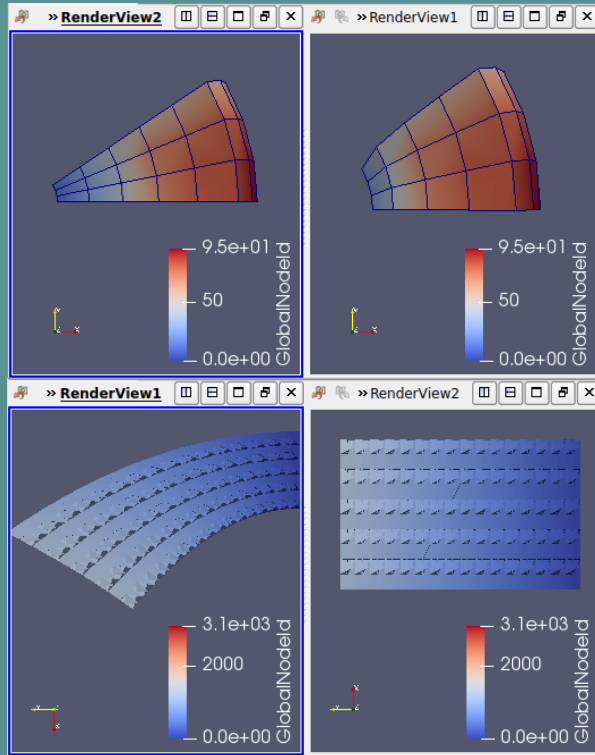 » RenderView2
» RenderView1
9.5e+01
50
0.0e+00
GlobalNodeId
9.5e+01
50
0.0e+00
GlobalNodeId
» RenderView1
» RenderView2
3.1e+03
2000
0.0e+00
GlobalNodeId
3.1e+03
2000
0.0e+00
GlobalNodeId